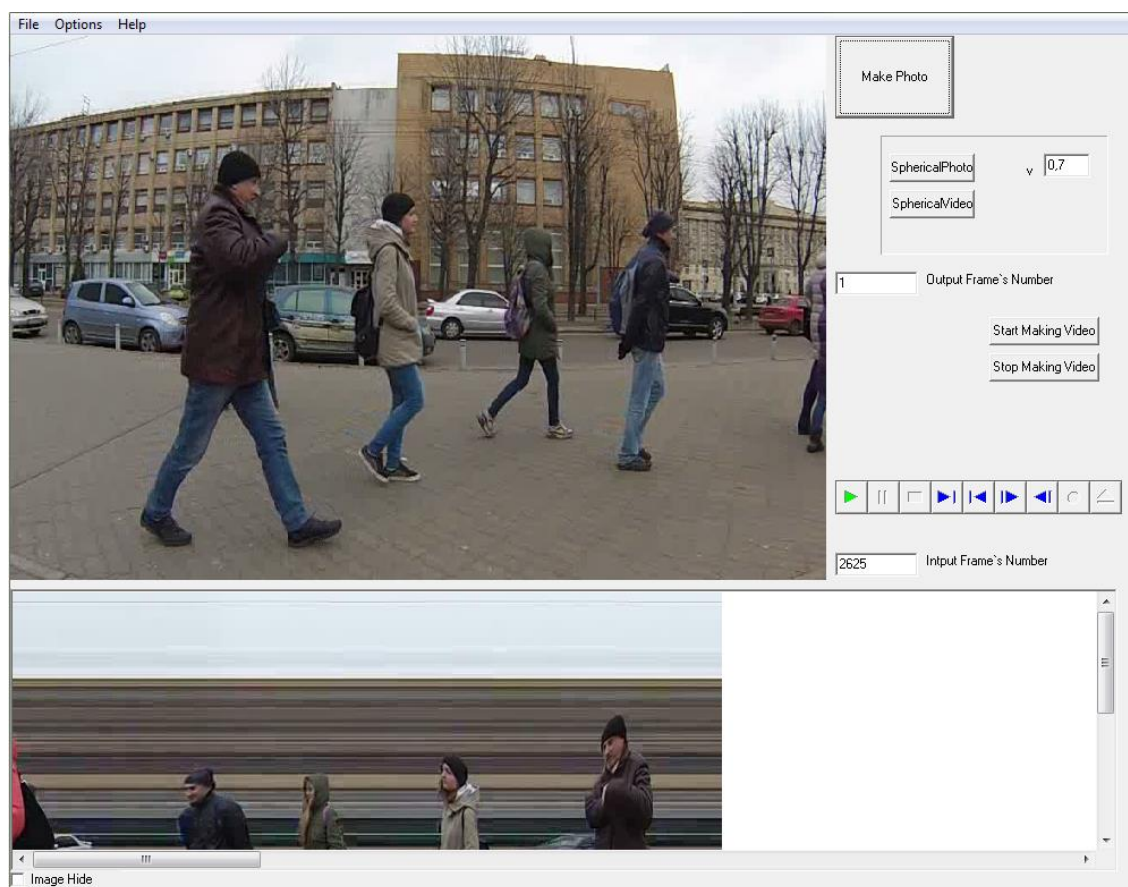 File Options Help
Make Photo
SphericalPhoto v 0,7
SphericalVideo
1 Output Frame`s Number
Start Making Video
Stop Making Video
2625 Intput Frame`s Number
Image Hide